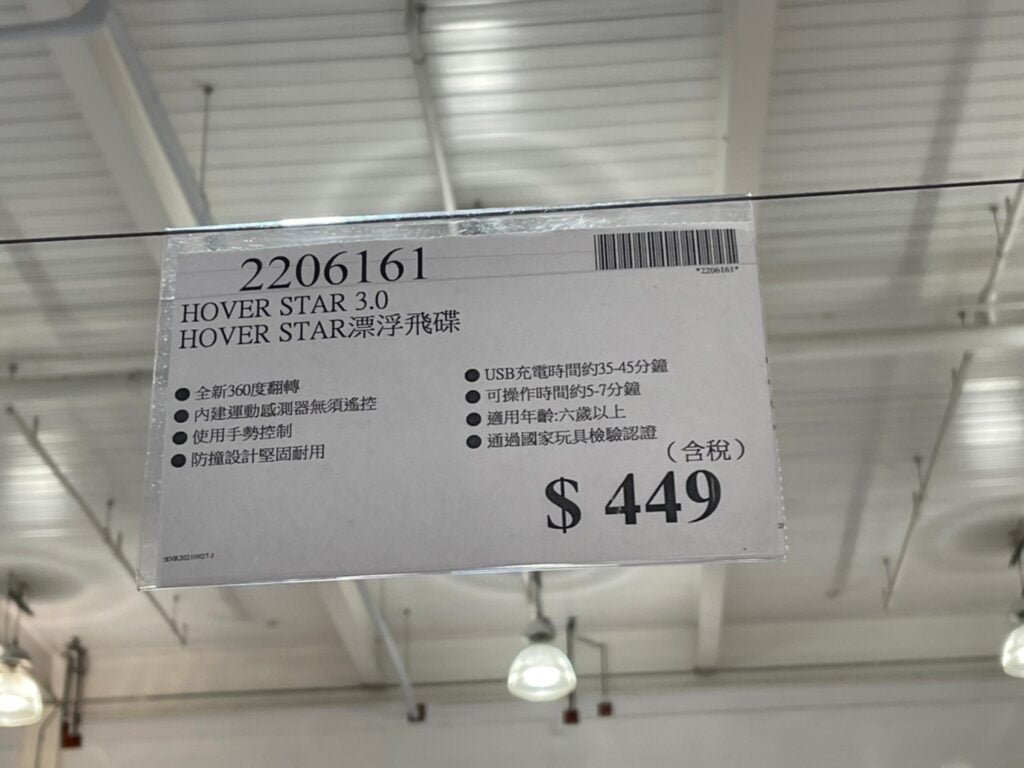 2206161
*2206161*
HOVER STAR 3.0
HOVER STAR漂浮飛碟
● 全新360度翻轉
● 內建運動感測器無須遙控
● 使用手勢控制
● 防撞設計堅固耐用
● USB充電時間約35-45分鐘
● 可操作時間約5-7分鐘
● 適用年齡:六歲以上
● 通過國家玩具檢驗認證
（含稅）
$ 449